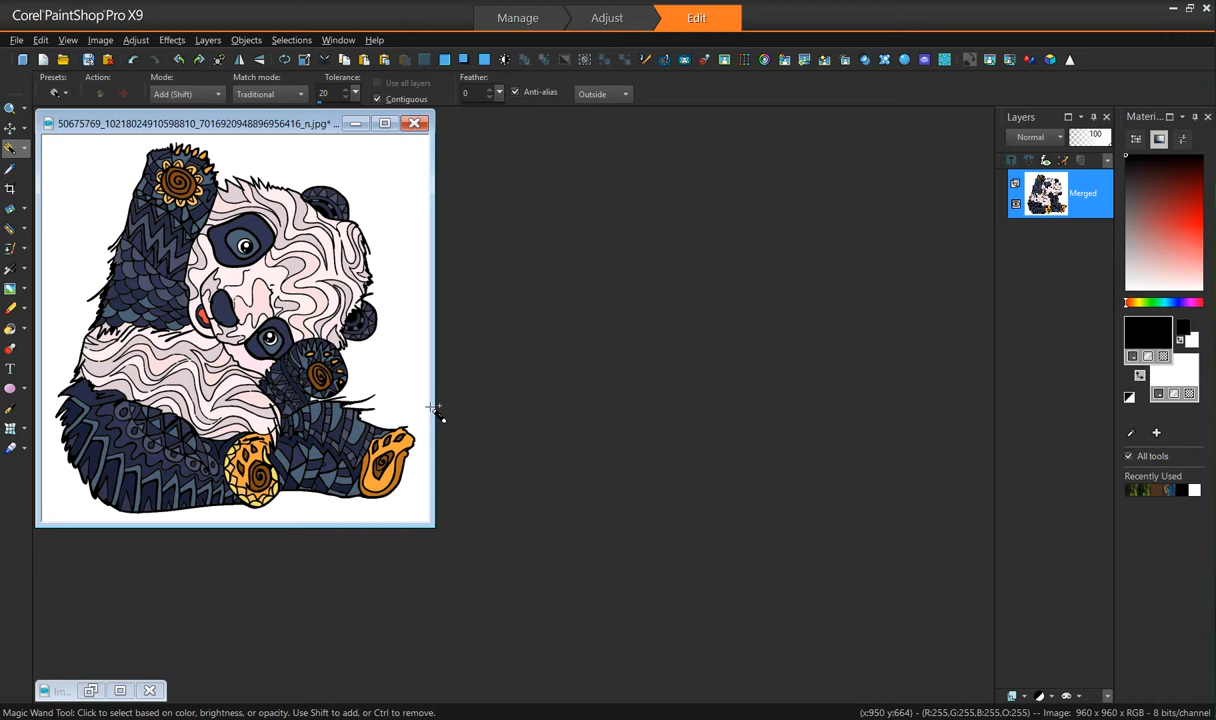 Corel PaintShop Pro X9
Manage
Adjust
Edit
File Edit View Image Adjust Effects Layers Objects Selections Window Help
Presets: Action: Mode: Match mode: Tolerance: Use all layers Feather:
Add (Shift) Traditional 20 Contiguous 0 Anti-alias Outside
50675769_10218024910598810_7016920948896956416_n.jpg* ...
Layers
Normal 100
Merged
Materi...
All tools
Recently Used
Im...
Magic Wand Tool: Click to select based on color, brightness, or opacity. Use Shift to add, or Ctrl to remove.
(x:950 y:664) - (R:255,G:255,B:255,O:255) -- Image: 960 x 960 x RGB - 8 bits/channel